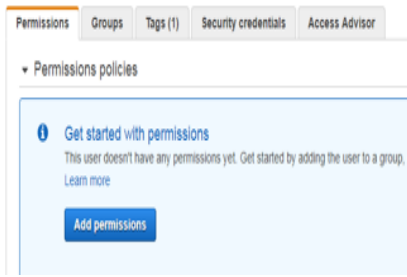 Permissions Groups Tags (1) Security credentials Access Advisor
Permissions policies
Get started with permissions
This user doesn't have any permissions yet. Get started by adding the user to a group,
Learn more
Add permissions